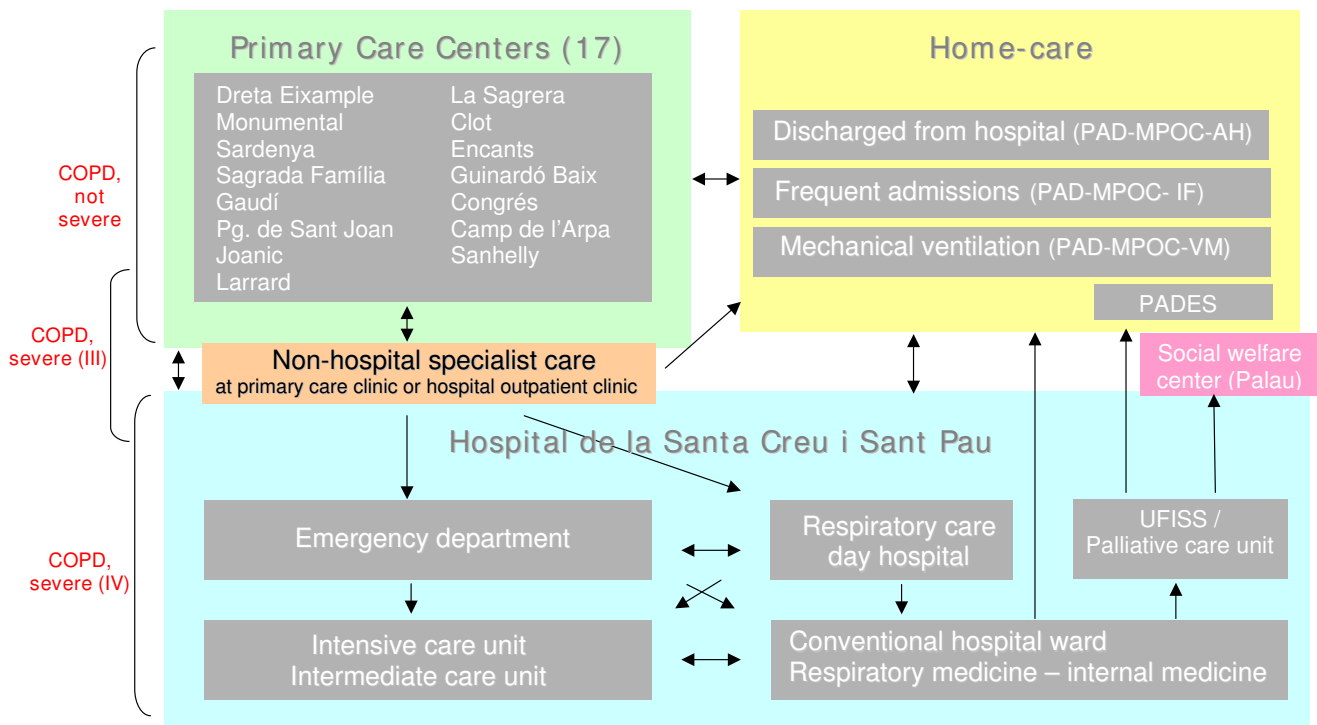 Primary Care Centers (17)
Dreta Eixample
Monumental
Sardenya
Sagrada Família
Gaudí
Pg. de Sant Joan
Joanic
Larrard
La Sagrera
Clot
Encants
Guinardó Baix
Congrés
Camp de l'Arpa
Sanhelly
Home-care
Discharged from hospital (PAD-MPOC-AH)
Frequent admissions (PAD-MPOC- IF)
Mechanical ventilation (PAD-MPOC-VM)
PADES
COPD,
not
severe
COPD,
severe (III)
COPD,
severe (IV)
Non-hospital specialist care
at primary care clinic or hospital outpatient clinic
Social welfare
center (Palau)
Hospital de la Santa Creu i Sant Pau
Emergency department
Respiratory care
day hospital
UFISS /
Palliative care unit
Intensive care unit
Intermediate care unit
Conventional hospital ward
Respiratory medicine – internal medicine